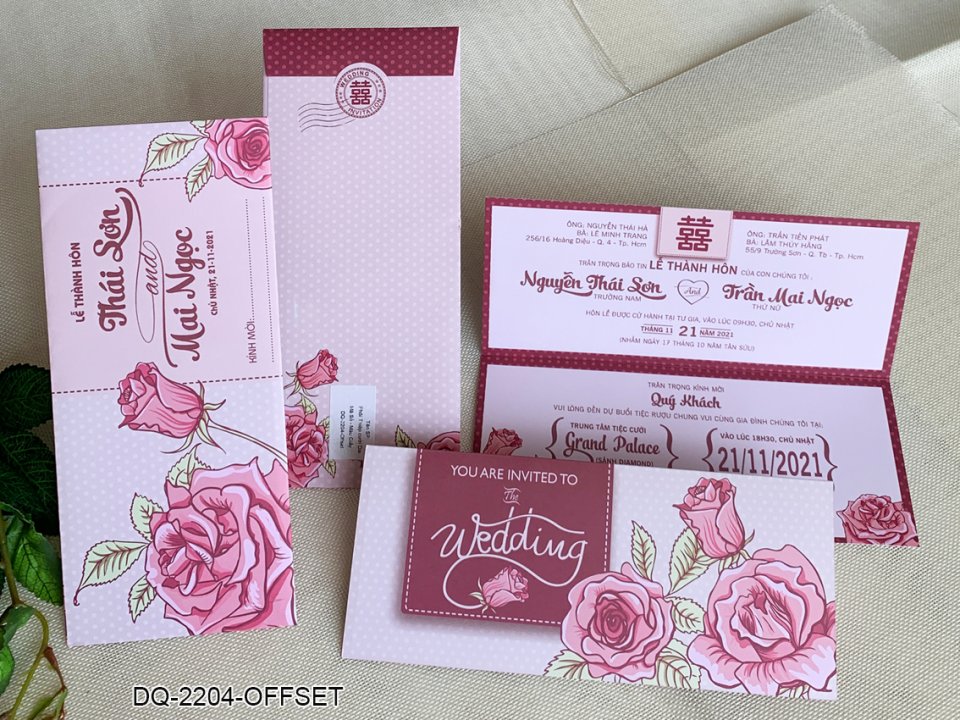 LỄ THÀNH HÔN
Thái Sơn
and
Mai Ngọc
CHỦ NHẬT, 21-11-2021
KÍNH MỜI:
WEDDING
囍
INVITATION
DQ-2204-Offset
囍
ÔNG: NGUYỄN THÁI HÀ
BÀ: LÊ MINH TRANG
256/16 Hoàng Diệu - Q. 4 - Tp. Hcm
ÔNG: TRẦN TIẾN PHÁT
BÀ: LÂM THÚY HẰNG
55/9 Trường Sơn - Q. Tb - Tp. Hcm
TRÂN TRỌNG BÁO TIN LỄ THÀNH HÔN CỦA CON CHÚNG TÔI :
Nguyễn Thái Sơn And Trần Mai Ngọc
TRƯỞNG NAM THỨ NỮ
HÔN LỄ ĐƯỢC CỬ HÀNH TẠI TƯ GIA, VÀO LÚC 09H30, CHỦ NHẬT
THÁNG 11 21 NĂM 2021
(NHẰM NGÀY 17 THÁNG 10 NĂM TÂN SỬU)
TRÂN TRỌNG KÍNH MỜI
Quý Khách
VUI LÒNG ĐẾN DỰ BUỔI TIỆC RƯỢU CHUNG VUI CÙNG GIA ĐÌNH CHÚNG TÔI TẠI:
TRUNG TÂM TIỆC CƯỚI
Grand Palace
(SẢNH DIAMOND)
VÀO LÚC 18H30, CHỦ NHẬT
21/11/2021
YOU ARE INVITED TO
The
Wedding
DQ-2204-OFFSET